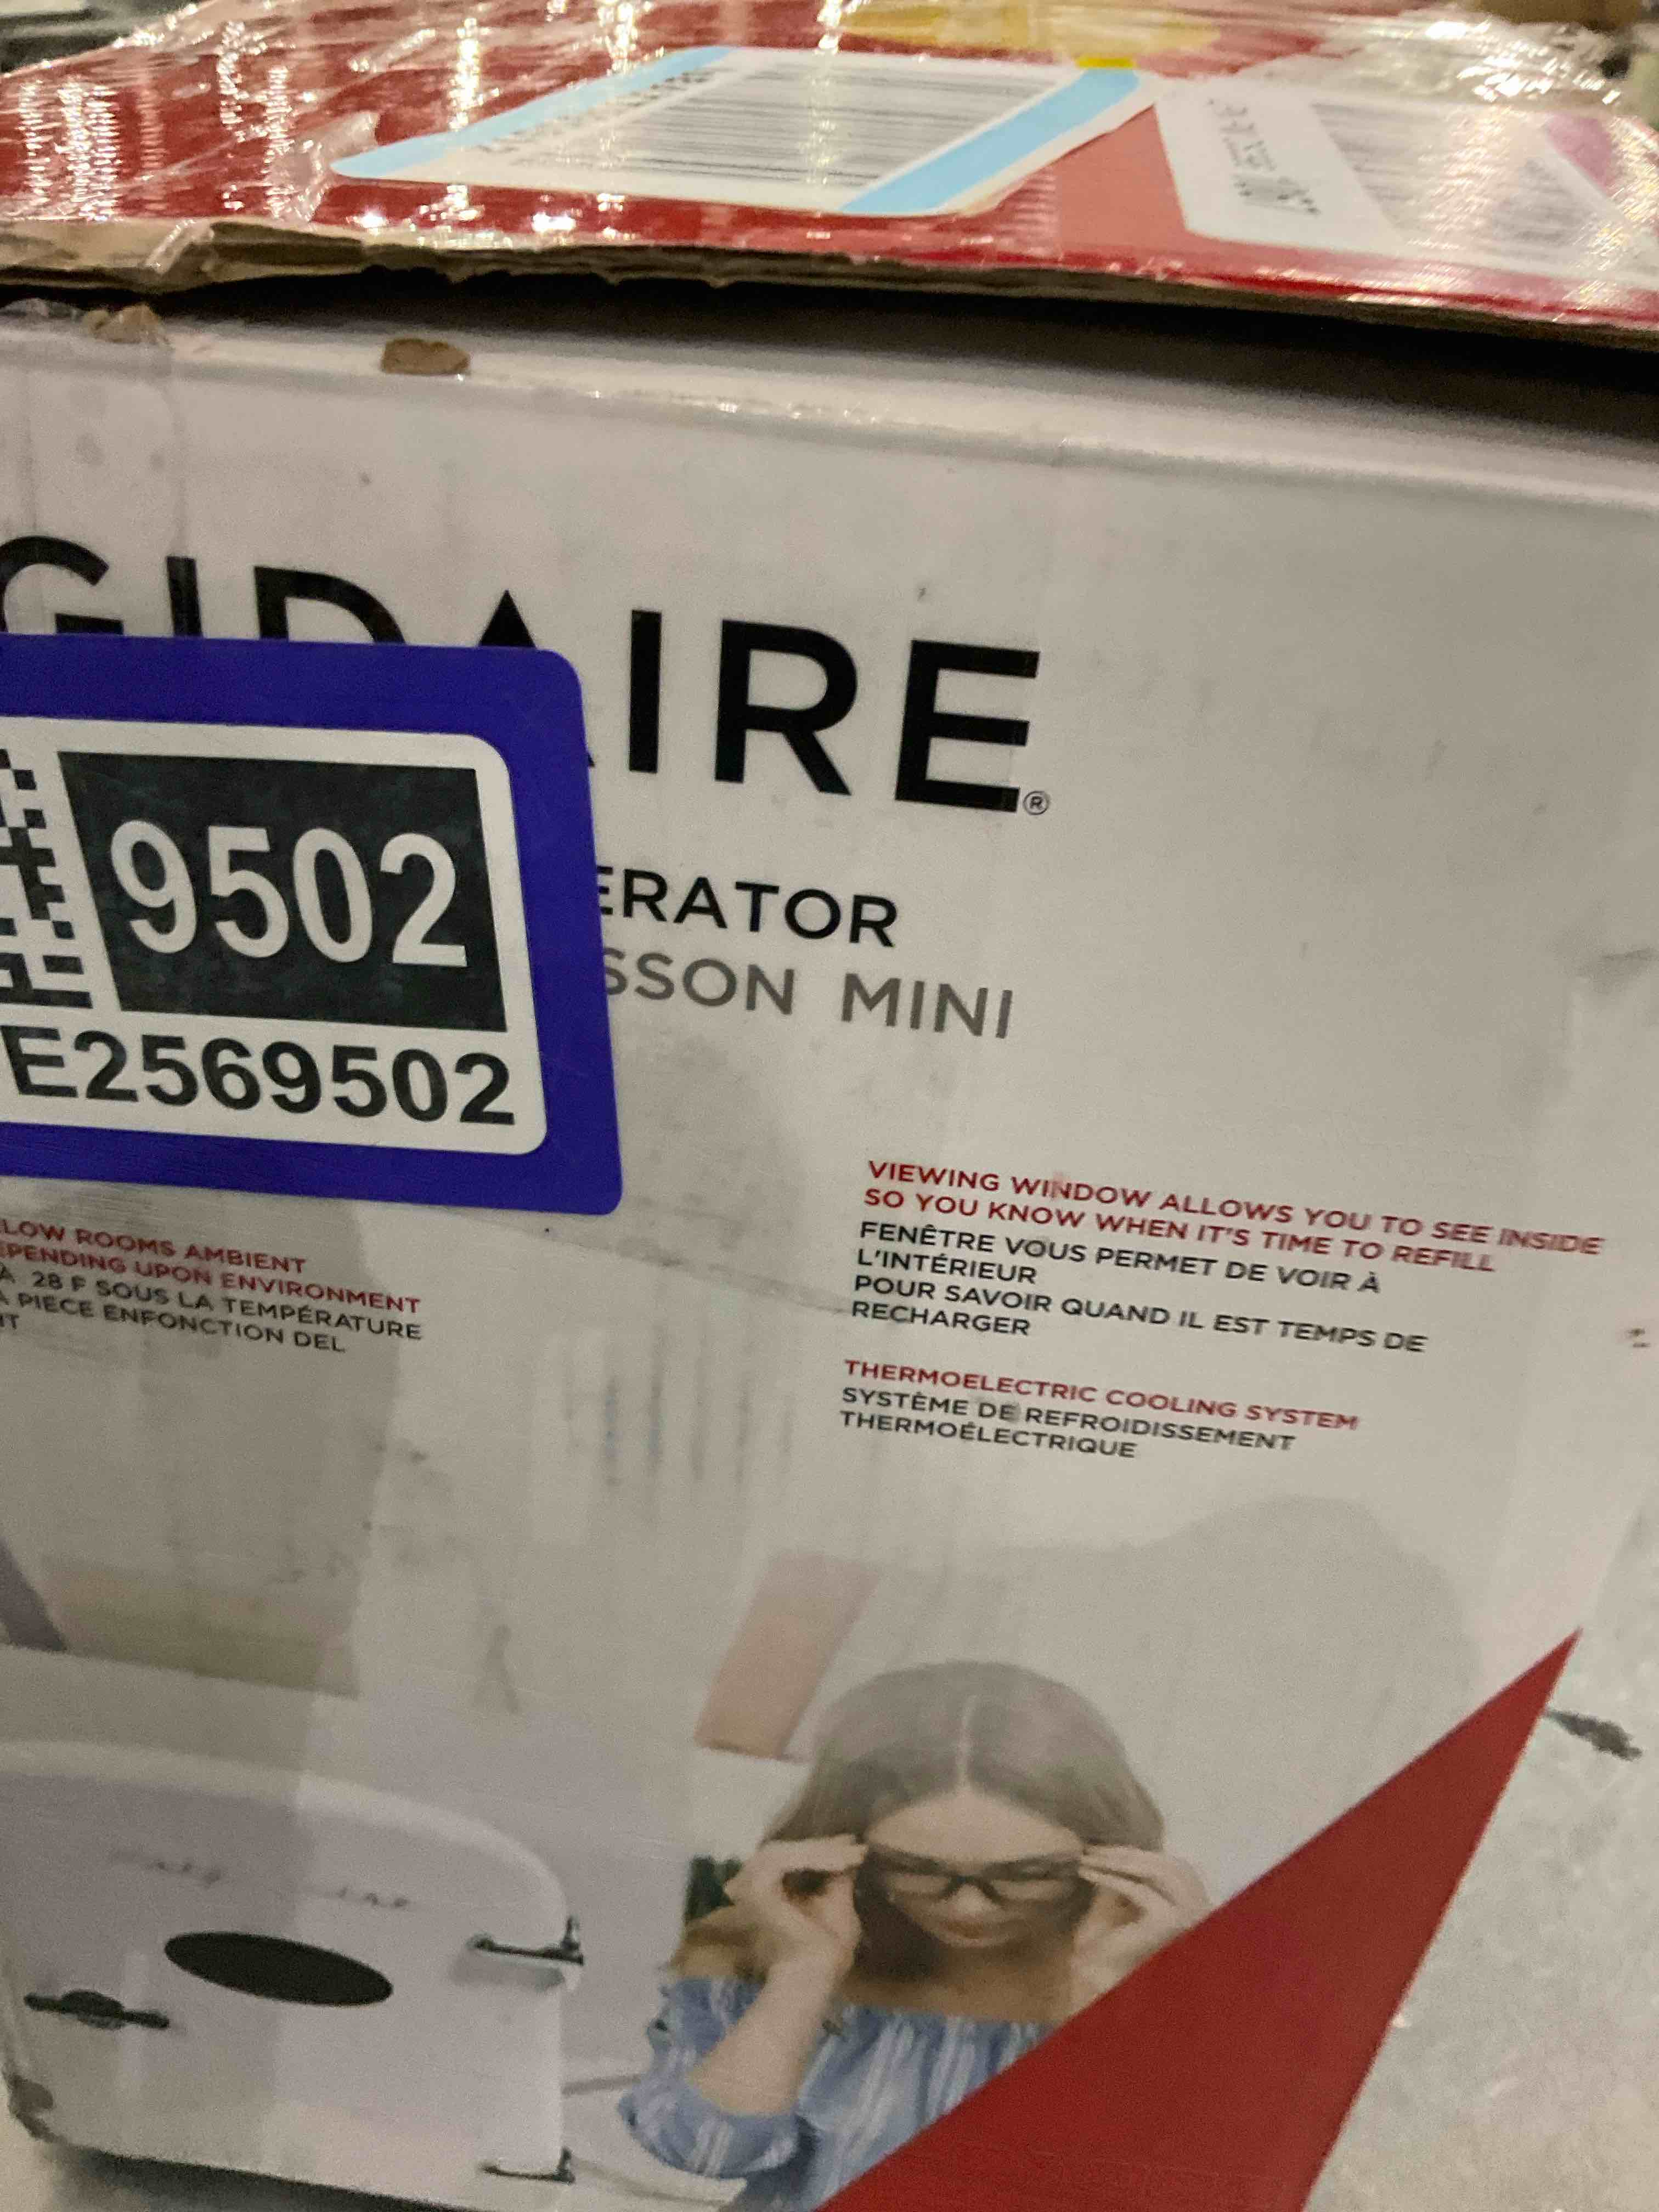 GIDAIRE®
9502
E2569502
ERATOR
SSON MINI
LOW ROOMS AMBIENT
EPENDING UPON ENVIRONMENT
À 28 F SOUS LA TEMPÉRATURE
A PIECE ENFONCTION DEL
NT
VIEWING WINDOW ALLOWS YOU TO SEE INSIDE
SO YOU KNOW WHEN IT'S TIME TO REFILL
FENÊTRE VOUS PERMET DE VOIR À
L'INTÉRIEUR
POUR SAVOIR QUAND IL EST TEMPS DE
RECHARGER
THERMOELECTRIC COOLING SYSTEM
SYSTÈME DE REFROIDISSEMENT
THERMOÉLECTRIQUE